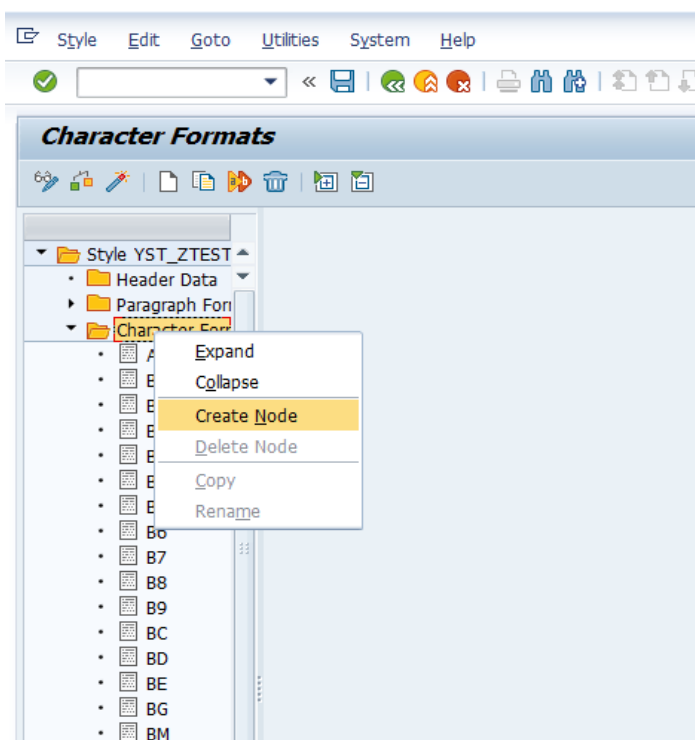 Style Edit Goto Utilities System Help
Character Formats
Style YST_ZTEST
Header Data
Paragraph For
Character For
Expand
Collapse
Create Node
Delete Node
Copy
Rename
B6
B7
B8
B9
BC
BD
BE
BG
BM